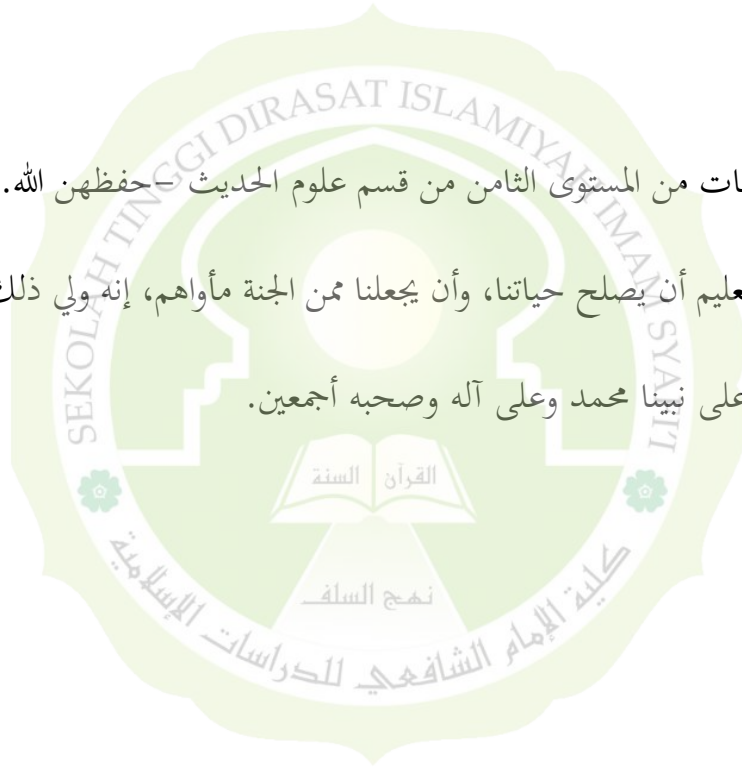 ات من المستوى الثامن من قسم علوم الحديث –حفظهن الله.
عليم أن يصلح حياتنا، وأن يجعلنا ممن الجنة مأواهم، إنه ولي ذلك
على نبينا محمد وعلى آله وصحبه أجمعين.
SEKOLAH TINGGI DIRASAT ISLAMIYAH IMAM SYAFI'I
القرآن السنة
نهج السلف
كلية الإمام الشافعي للدراسات الإسلامية